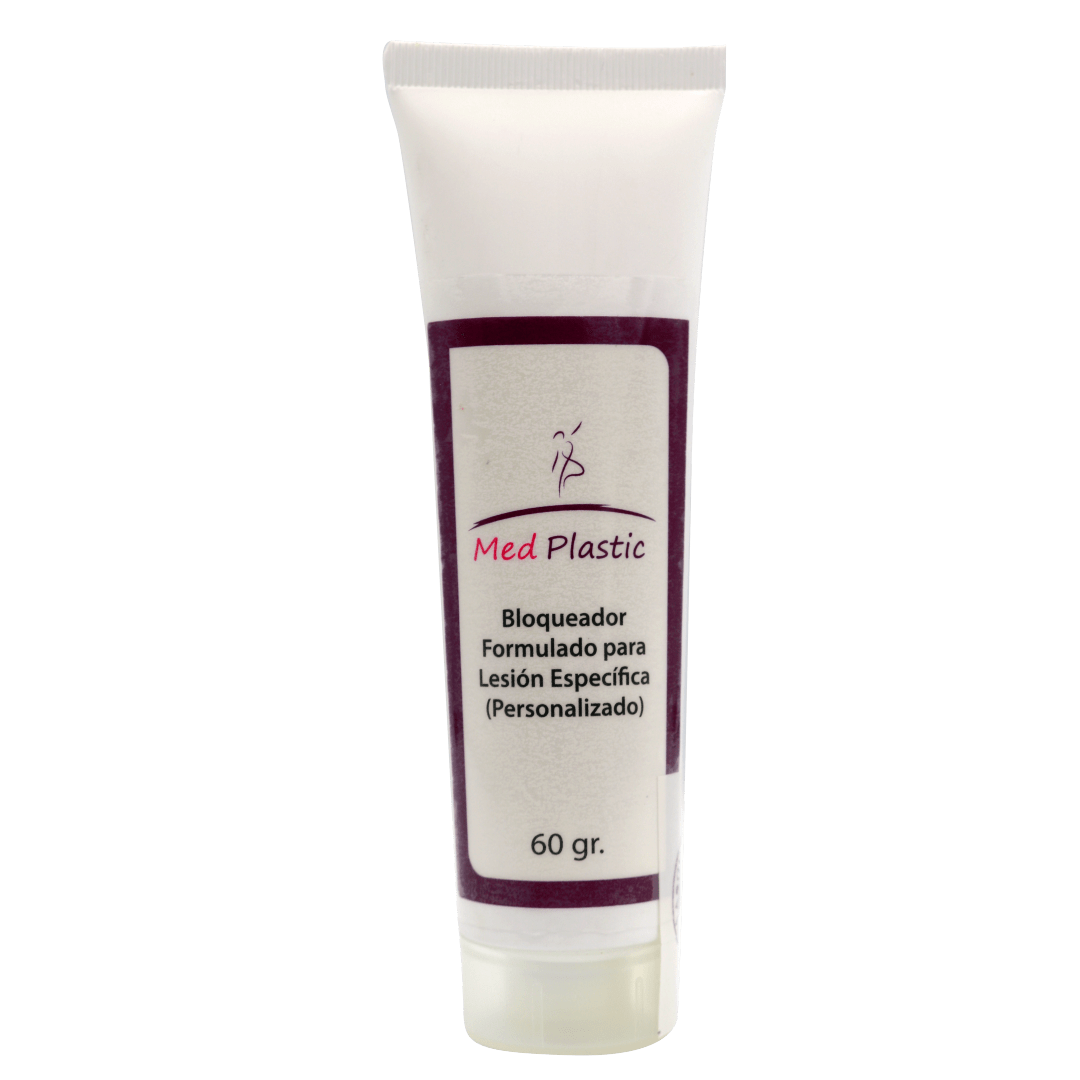 Med Plastic
Bloqueador
Formulado para
Lesión Específica
(Personalizado)
60 gr.